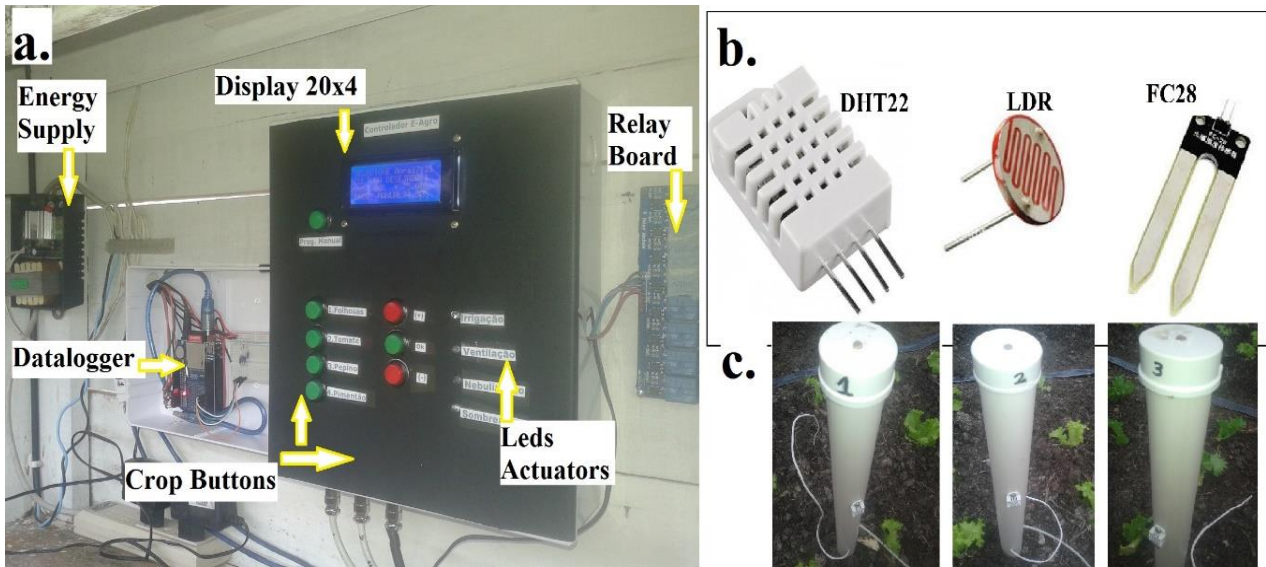 a.
Energy
Supply
Display 20x4
Controlador E-Agro
Relay
Board
Prog. Manual
Datalogger
1.Folhosas
2.Tomate
3.Pepino
4.Pimentão
(+)
Ok
(-)
Irrigação
Ventilação
Crop Buttons
Leds
Actuators
b.
DHT22
LDR
FC28
c.
1
2
3